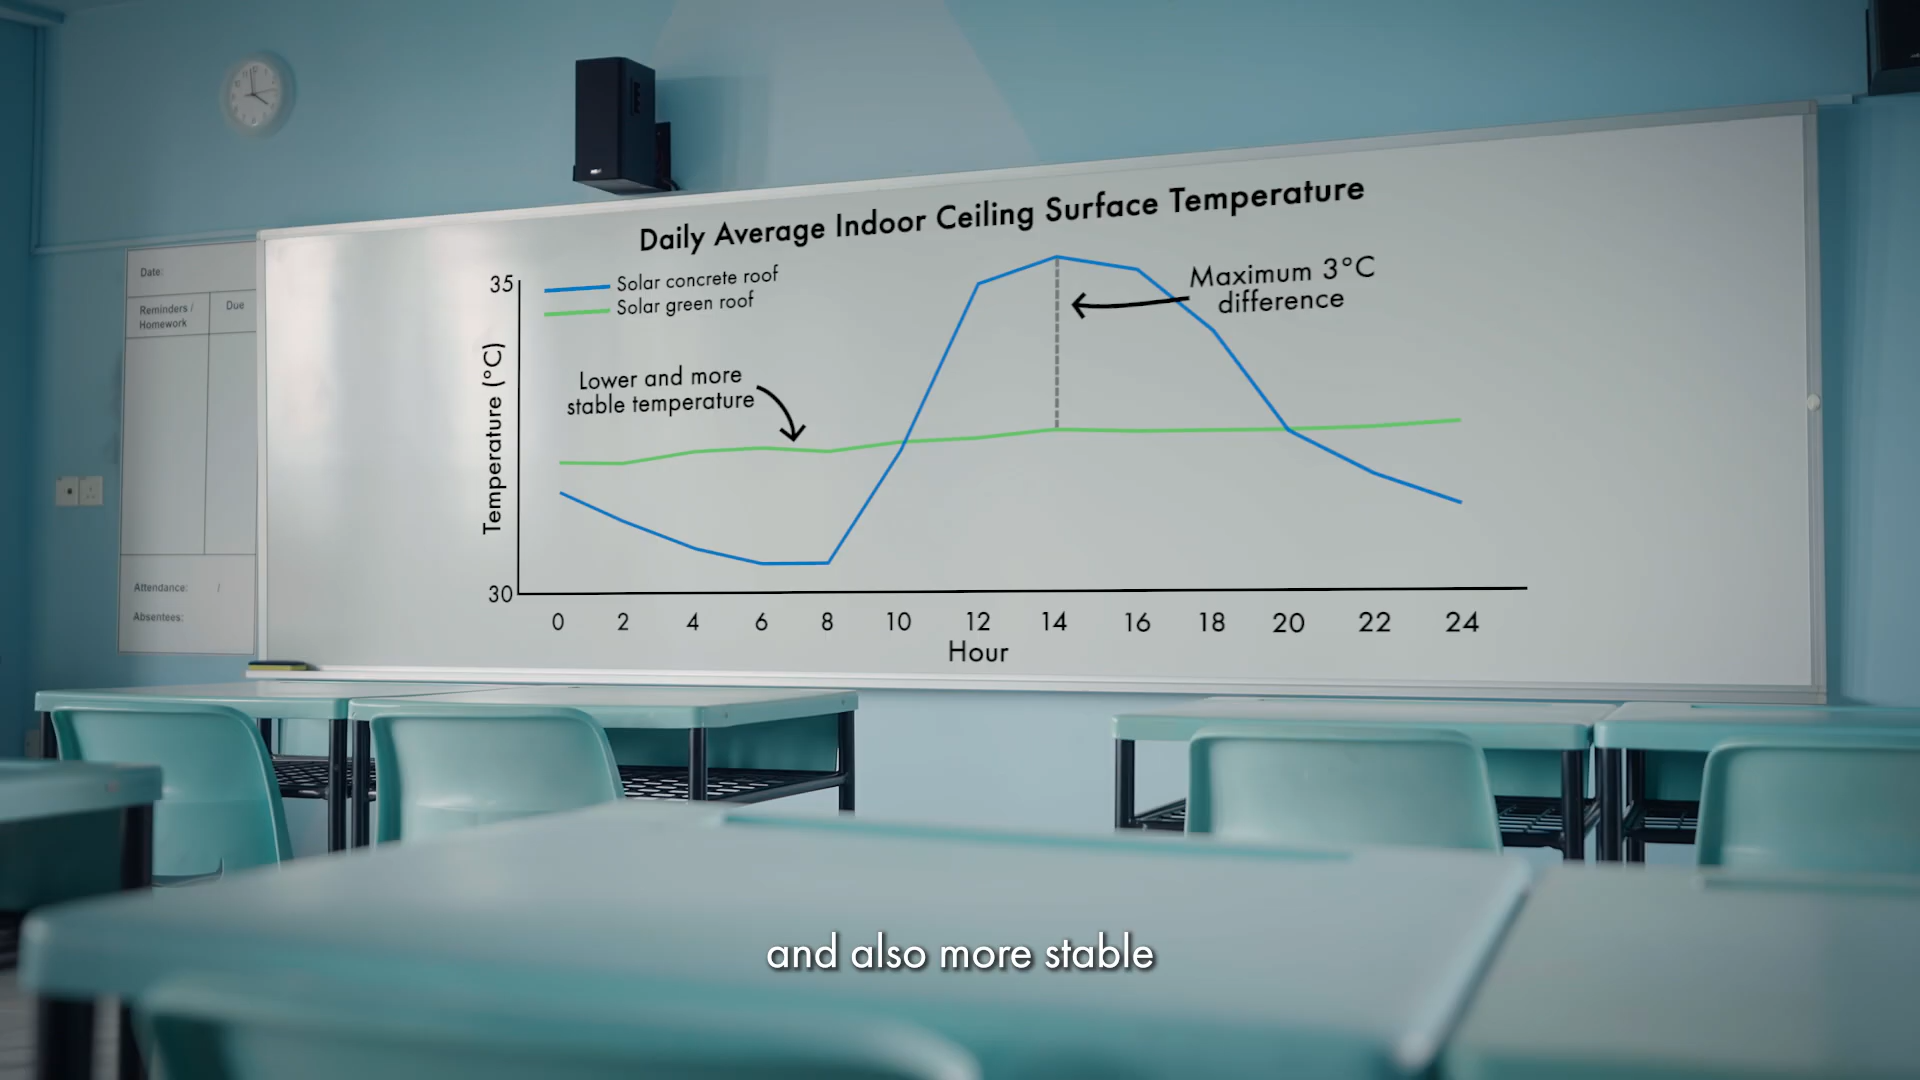 Daily Average Indoor Ceiling Surface Temperature
35
Solar concrete roof
Solar green roof
Maximum 3°C
difference
Lower and more
stable temperature
Temperature (°C)
30
0 2 4 6 8 10 12 14 16 18 20 22 24
Hour
Date:
Reminders /
Homework
Due
Attendance: /
Absentees:
and also more stable